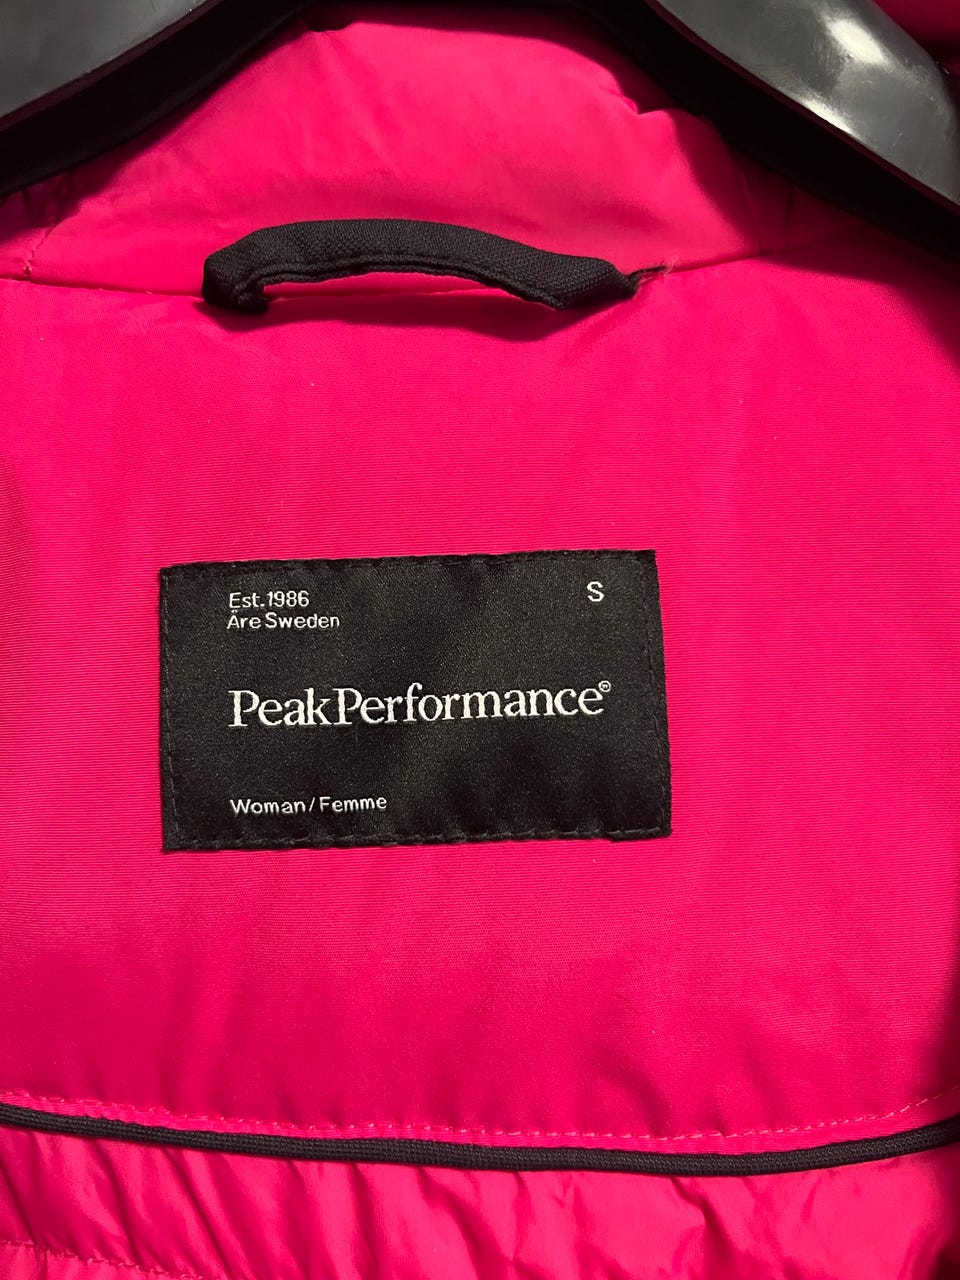 Est.1986
Åre Sweden
S
PeakPerformance®
Woman/Femme